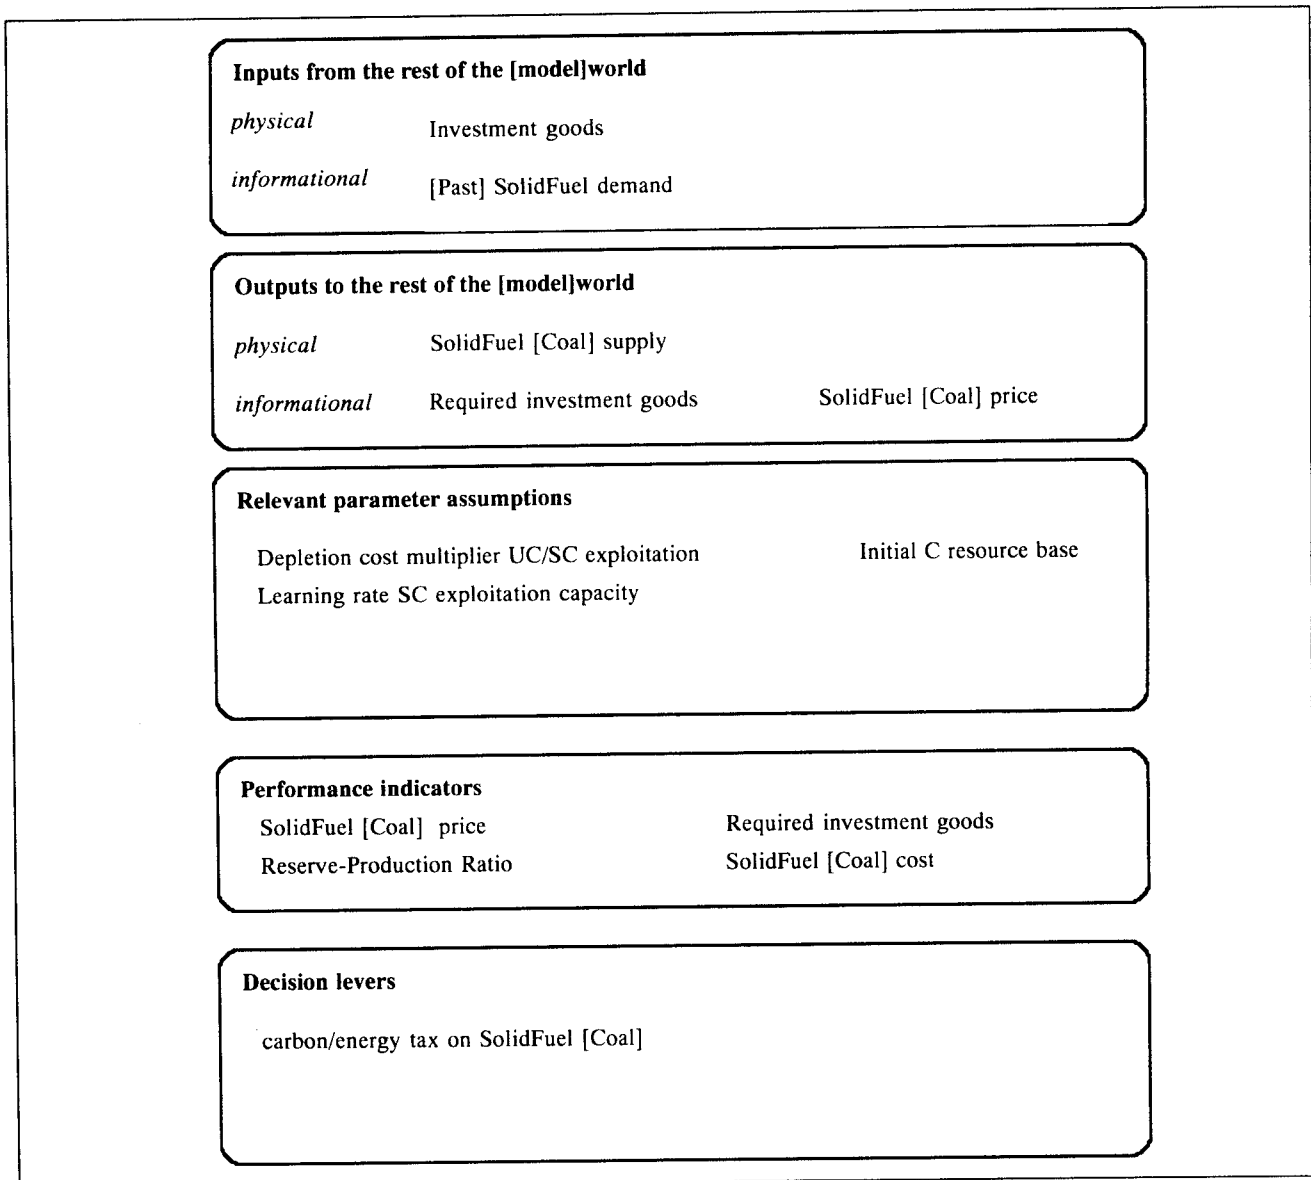 Inputs from the rest of the [model]world
physical Investment goods
informational [Past] SolidFuel demand
Outputs to the rest of the [model]world
physical SolidFuel [Coal] supply
informational Required investment goods SolidFuel [Coal] price
Relevant parameter assumptions
Depletion cost multiplier UC/SC exploitation Initial C resource base
Learning rate SC exploitation capacity
Performance indicators
SolidFuel [Coal] price Required investment goods
Reserve-Production Ratio SolidFuel [Coal] cost
Decision levers
carbon/energy tax on SolidFuel [Coal]